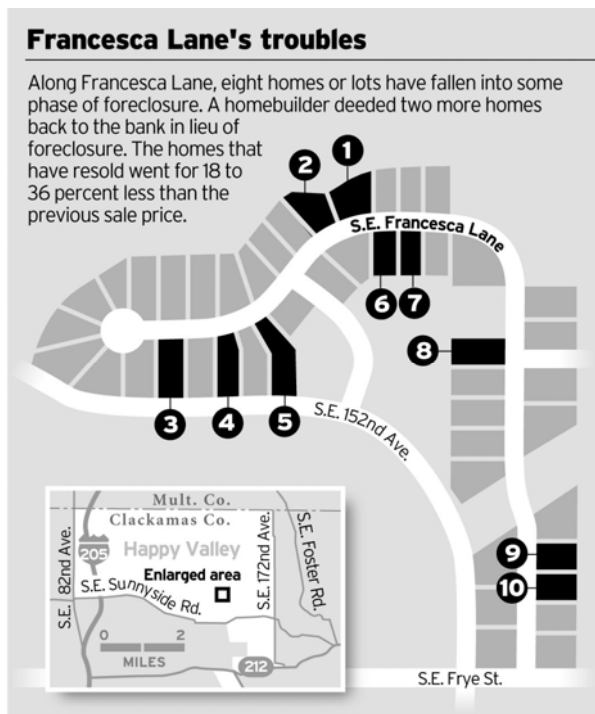 Francesca Lane's troubles
Along Francesca Lane, eight homes or lots have fallen into some
phase of foreclosure. A homebuilder deeded two more homes
back to the bank in lieu of
foreclosure. The homes that
have resold went for 18 to
36 percent less than the
previous sale price.
1
2
S.E. Francesca Lane
6
7
8
3
4
5
S.E. 152nd Ave.
9
10
S.E. Frye St.
Mult. Co.
Clackamas Co.
S.E. 82nd Ave.
205
Happy Valley
Enlarged area
S.E. Sunnyside Rd.
S.E. 172nd Ave.
S.E. Foster Rd.
0 2
MILES
212